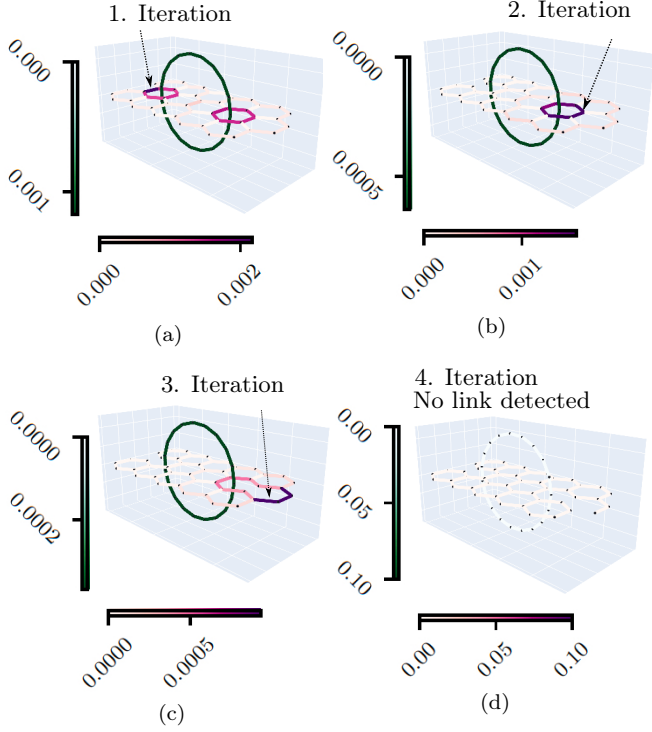 1. Iteration
0.000
0.001
0.000
0.002
(a)
2. Iteration
0.0000
0.0005
0.000
0.001
(b)
3. Iteration
0.0000
0.0002
0.0000
0.0005
(c)
4. Iteration
No link detected
0.00
0.05
0.10
0.00
0.05
0.10
(d)